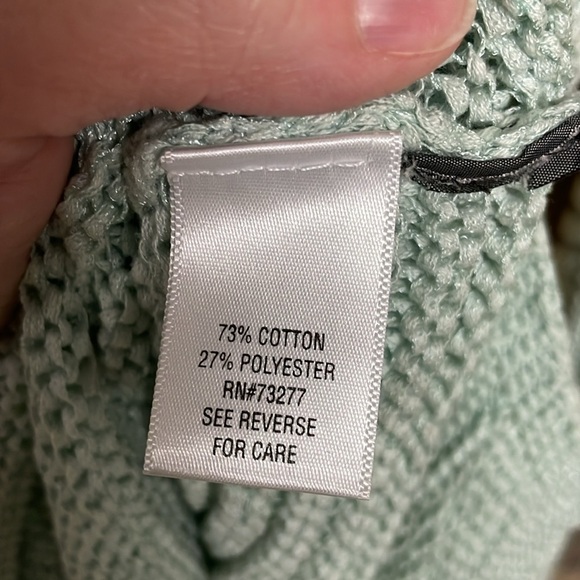 73% COTTON
27% POLYESTER
RN#73277
SEE REVERSE
FOR CARE